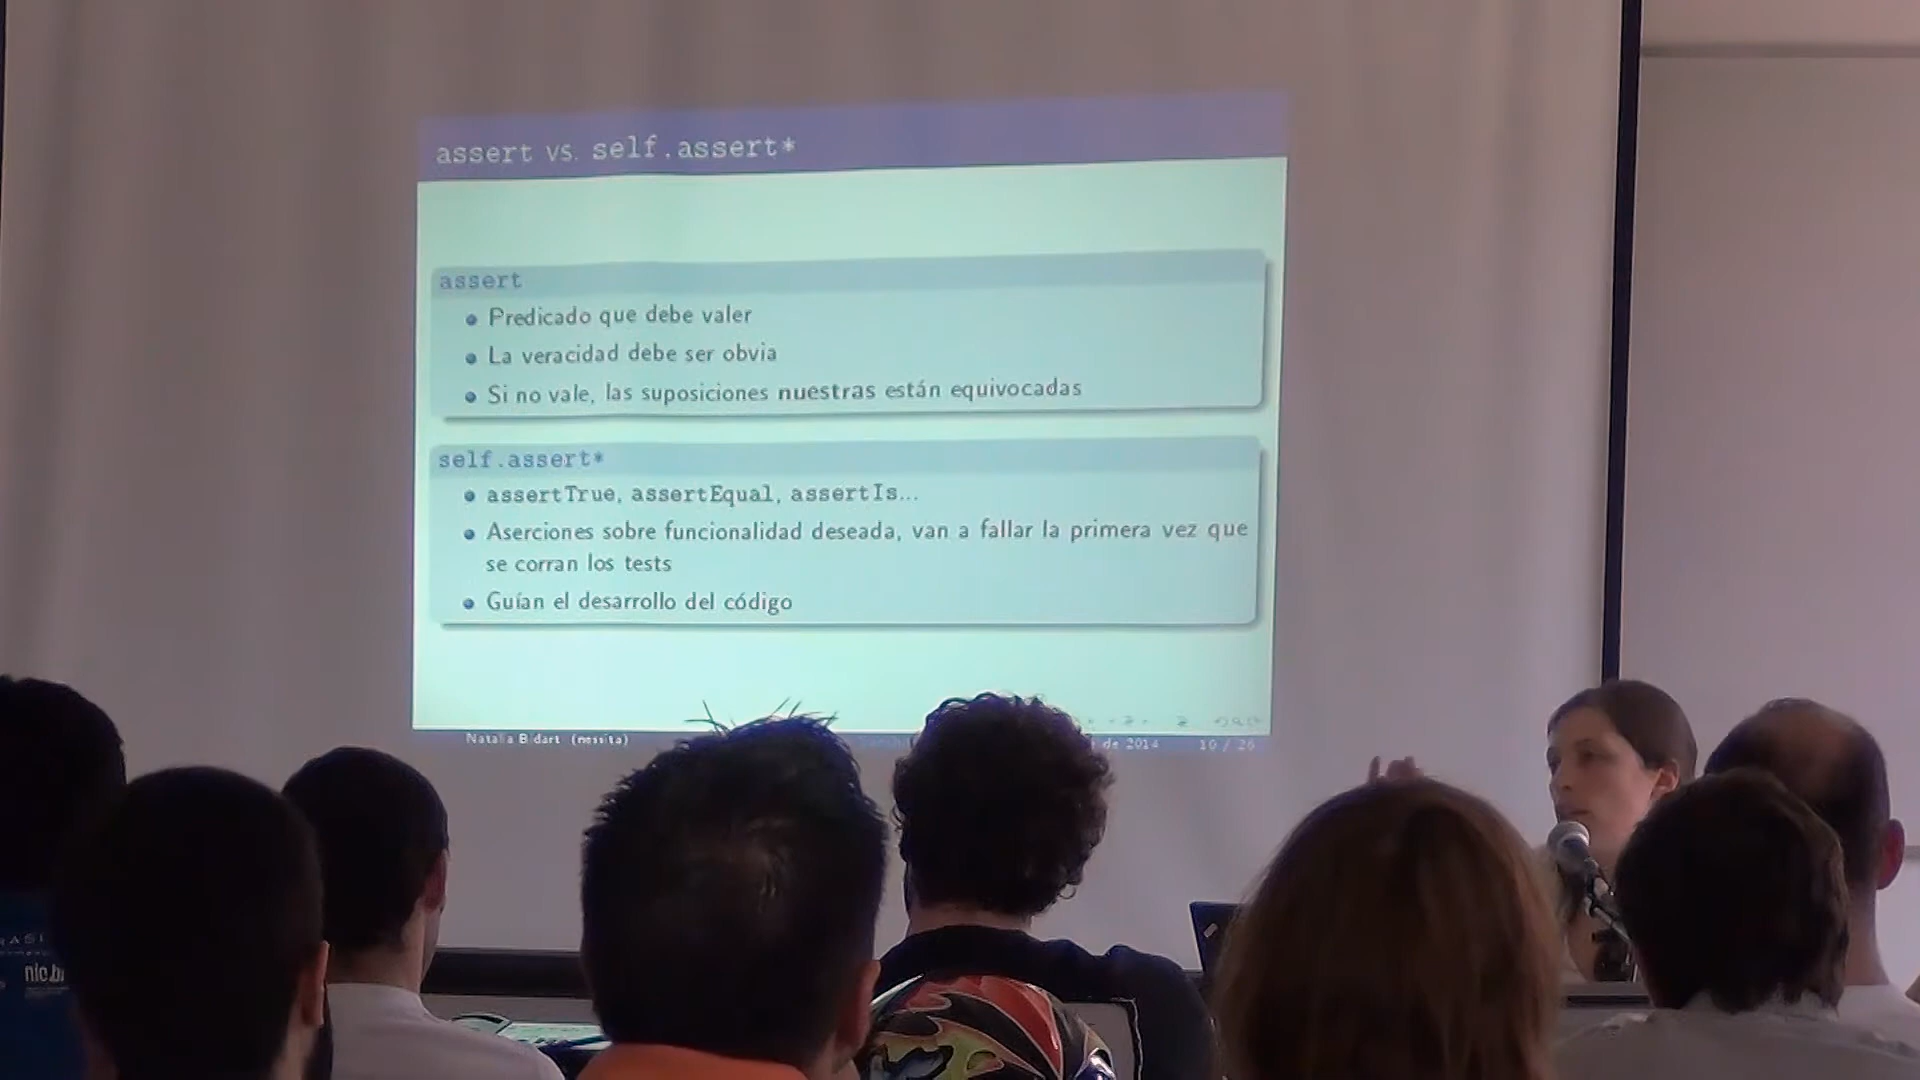 assert vs. self.assert*
assert
Predicado que debe valer
La veracidad debe ser obvia
Si no vale, las suposiciones nuestras están equivocadas
self.assert*
assertTrue, assertEqual, assertIs...
Aserciones sobre funcionalidad deseada, van a fallar la primera vez que
se corran los tests
Guían el desarrollo del código
Natalia Bidart (nessita) de 2014 10 / 26
nic.br